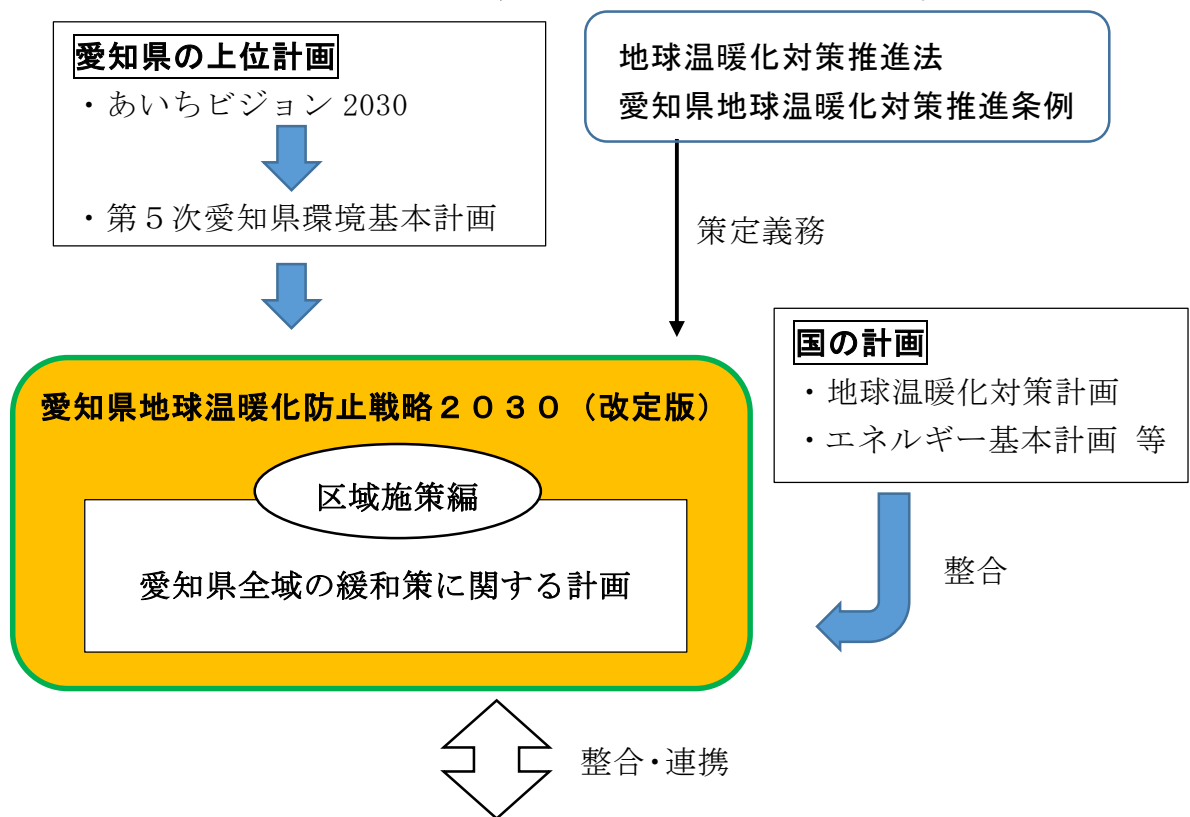 愛知県の上位計画
・あいちビジョン 2030
・第５次愛知県環境基本計画
地球温暖化対策推進法
愛知県地球温暖化対策推進条例
策定義務
国の計画
・地球温暖化対策計画
・エネルギー基本計画 等
整合
愛知県地球温暖化防止戦略２０３０（改定版）
区域施策編
愛知県全域の緩和策に関する計画
整合・連携